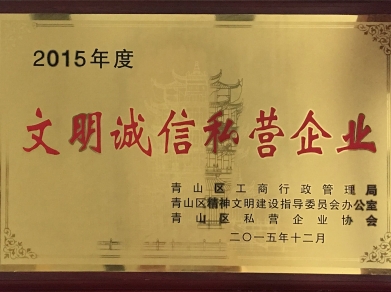 2015年度
文明诚信私营企业
青山区工商行政管理局
青山区精神文明建设指导委员会办公室
青山区私营企业协会
二〇一五年十二月